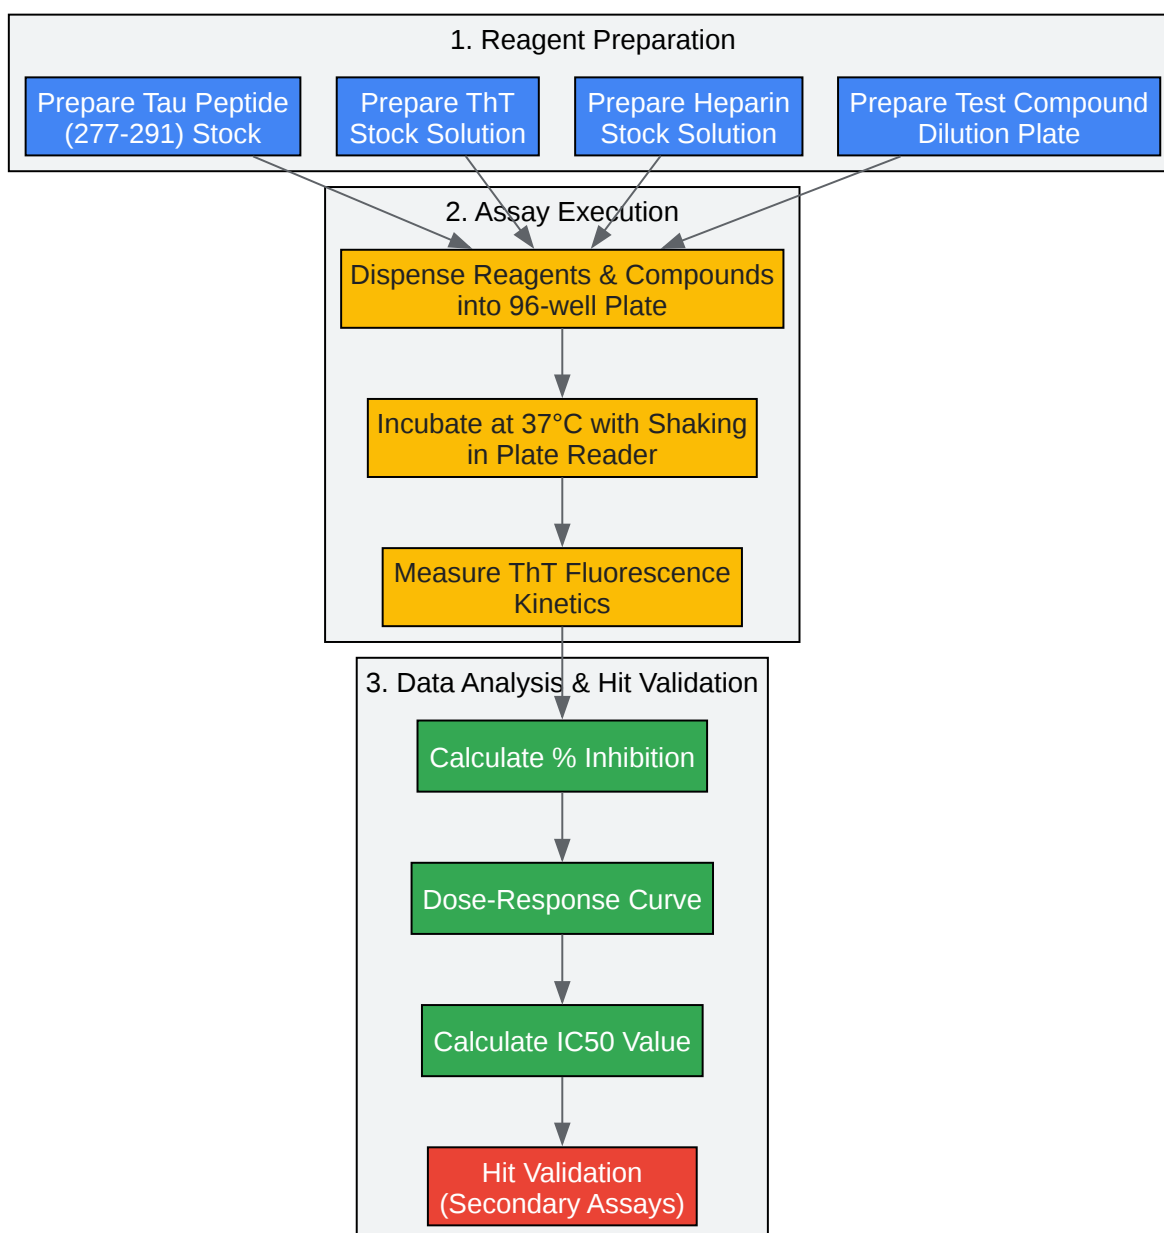 1. Reagent Preparation
Prepare Tau Peptide
(277-291) Stock
Prepare ThT
Stock Solution
Prepare Heparin
Stock Solution
Prepare Test Compound
Dilution Plate
2. Assay Execution
Dispense Reagents & Compounds
into 96-well Plate
Incubate at 37°C with Shaking
in Plate Reader
Measure ThT Fluorescence
Kinetics
3. Data Analysis & Hit Validation
Calculate % Inhibition
Dose-Response Curve
Calculate IC50 Value
Hit Validation
(Secondary Assays)